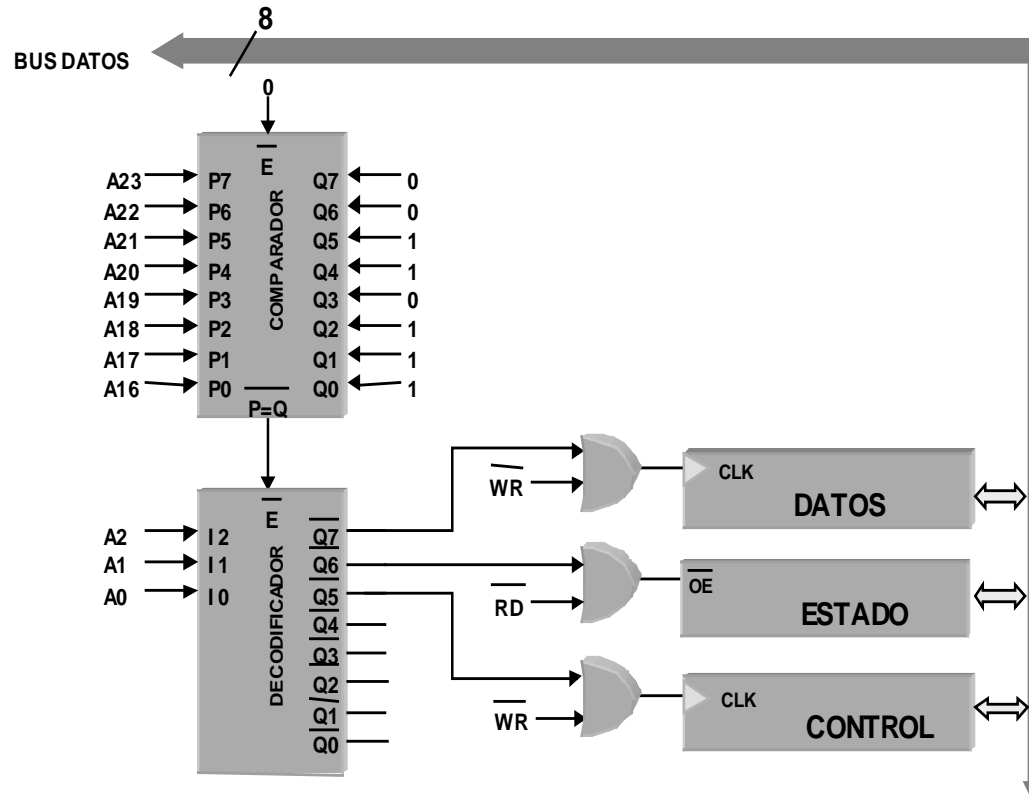 8
BUS DATOS
0
E
A23 P7 Q7 0
A22 P6 Q6 0
A21 P5 Q5 1
A20 P4 Q4 1
A19 P3 Q3 0
A18 P2 Q2 1
A17 P1 Q1 1
A16 P0 Q0 1
COMPARADOR
P=Q
E
A2 I2 Q7
A1 I1 Q6
A0 I0 Q5
Q4
Q3
Q2
Q1
Q0
DECODIFICADOR
WR
CLK
DATOS
RD
OE
ESTADO
WR
CLK
CONTROL